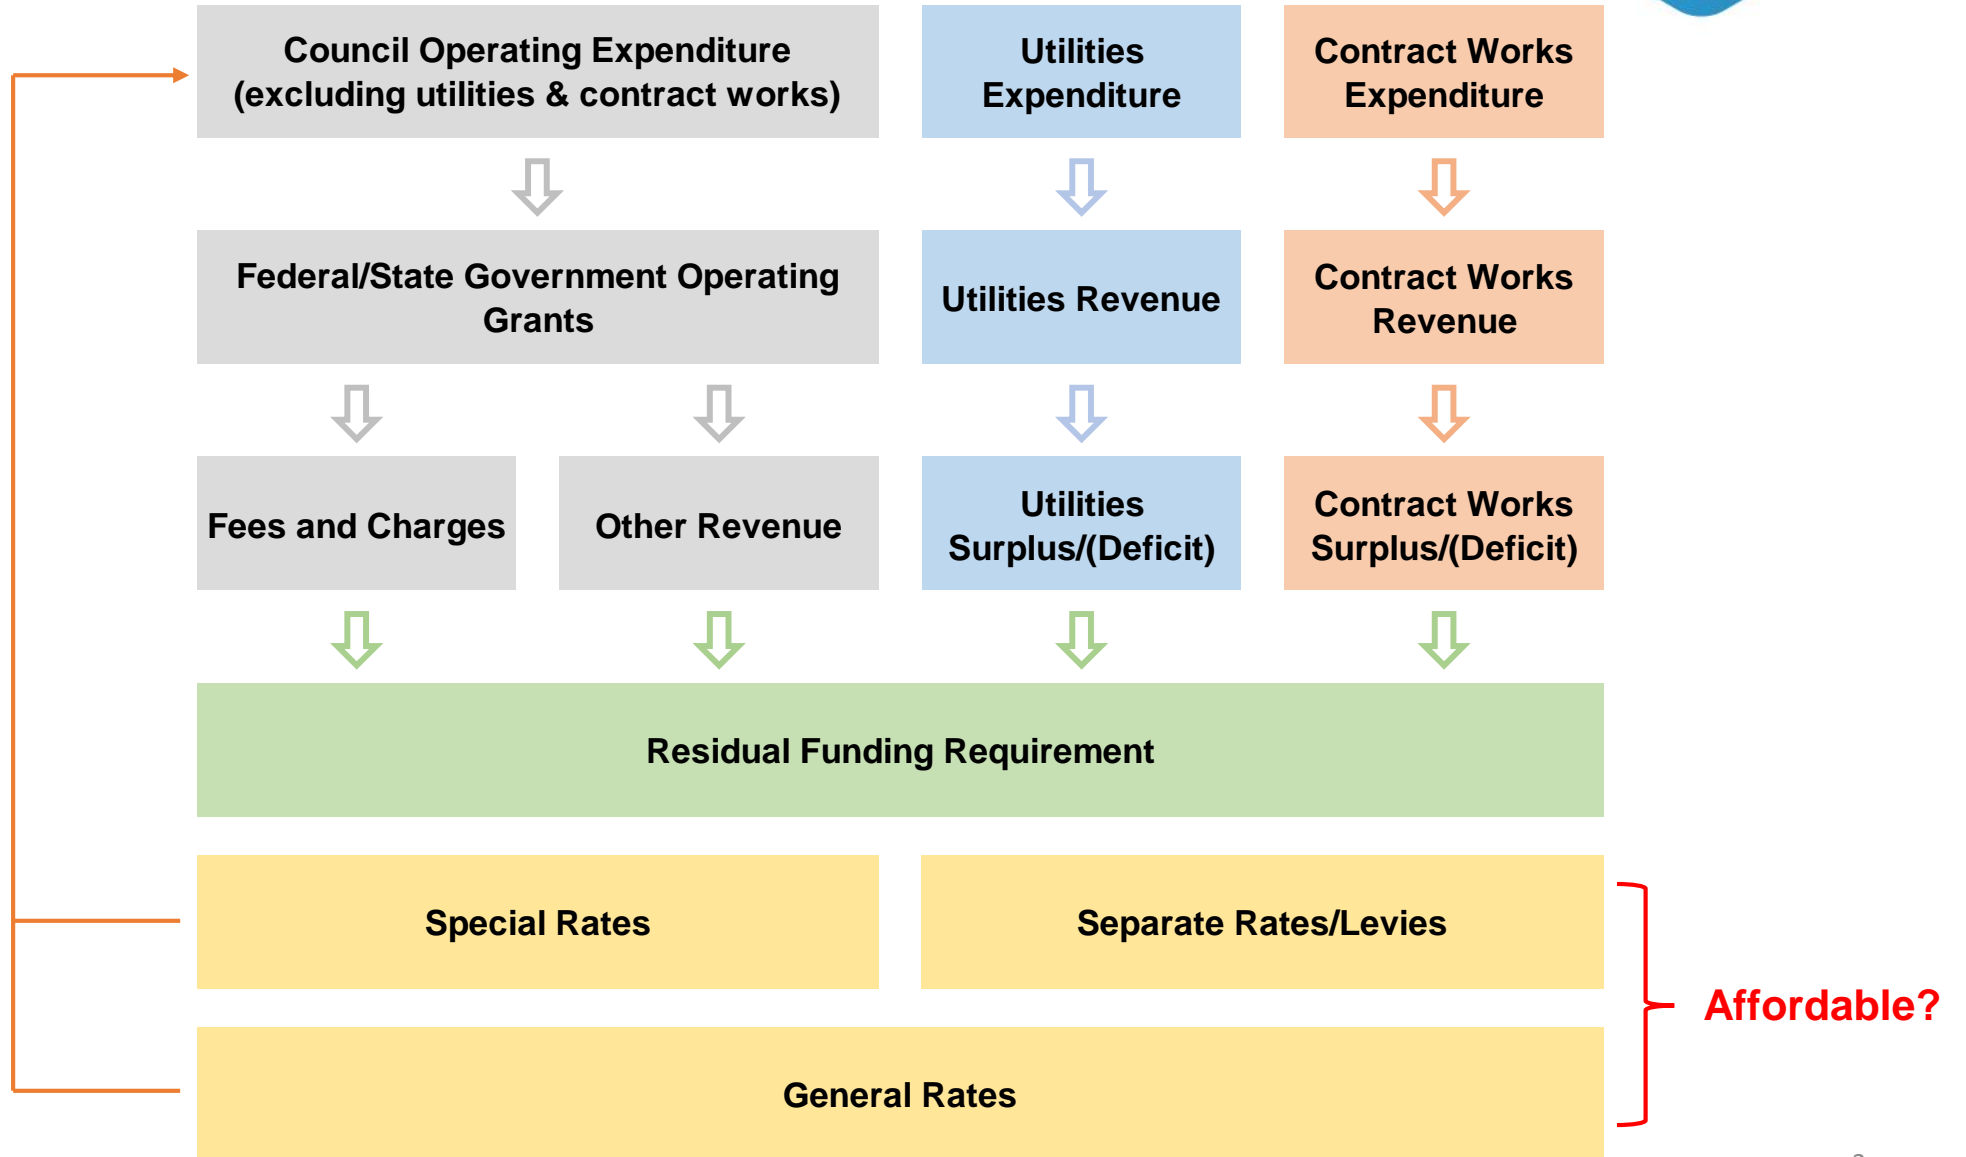 Council Operating Expenditure
(excluding utilities & contract works)
Utilities
Expenditure
Contract Works
Expenditure
Federal/State Government Operating
Grants
Utilities Revenue
Contract Works
Revenue
Fees and Charges
Other Revenue
Utilities
Surplus/(Deficit)
Contract Works
Surplus/(Deficit)
Residual Funding Requirement
Special Rates
Separate Rates/Levies
Affordable?
General Rates